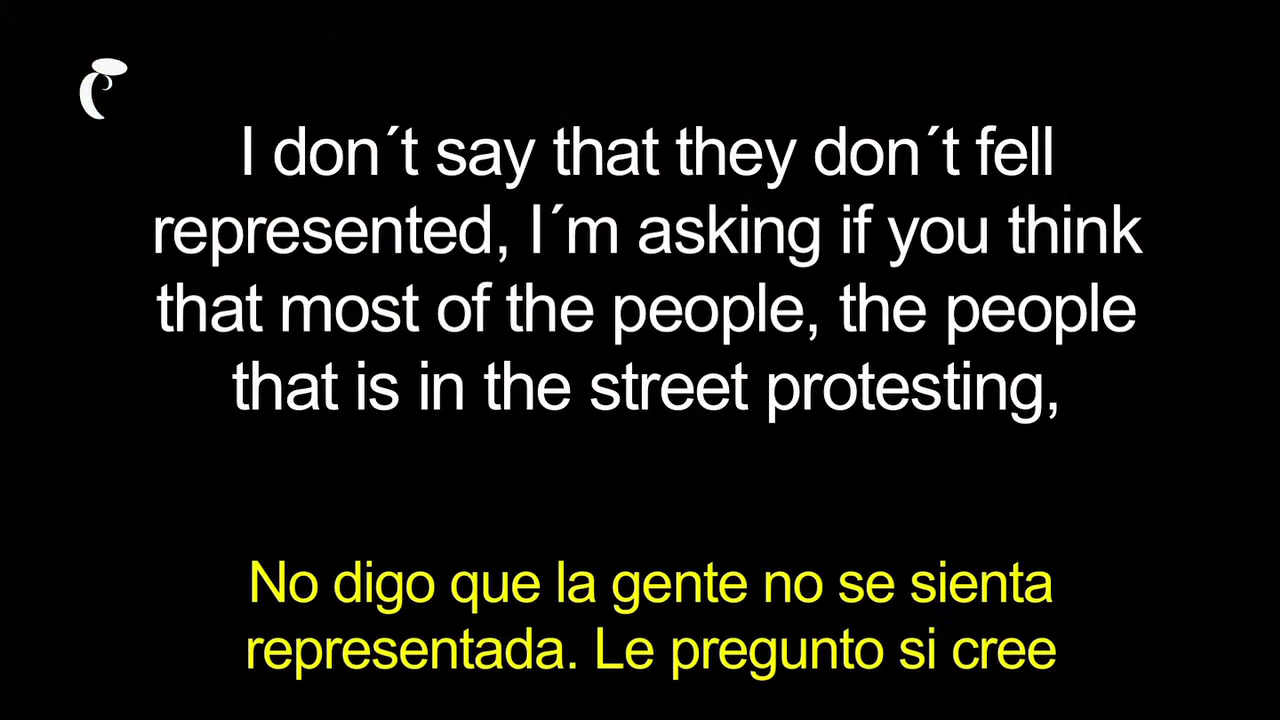 I don´t say that they don´t fell
represented, I´m asking if you think
that most of the people, the people
that is in the street protesting,
No digo que la gente no se sienta
representada. Le pregunto si cree